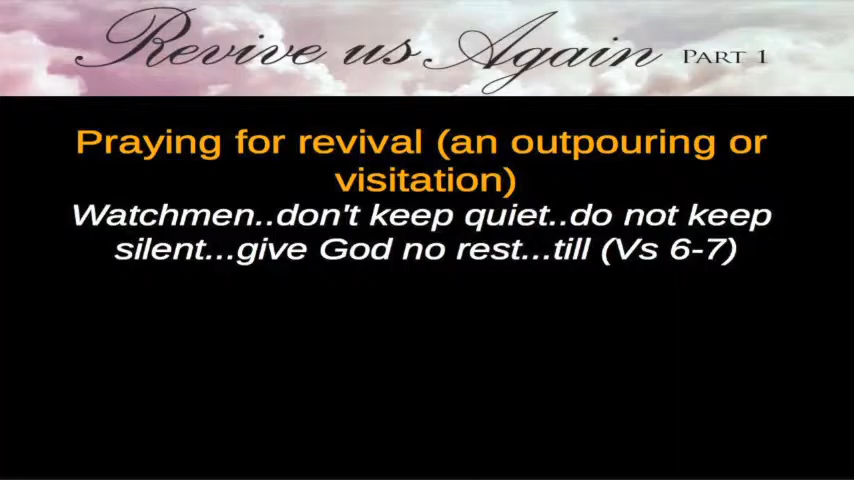 Revive us Again PART 1
Praying for revival (an outpouring or
visitation)
Watchmen..don't keep quiet..do not keep
silent...give God no rest...till (Vs 6-7)